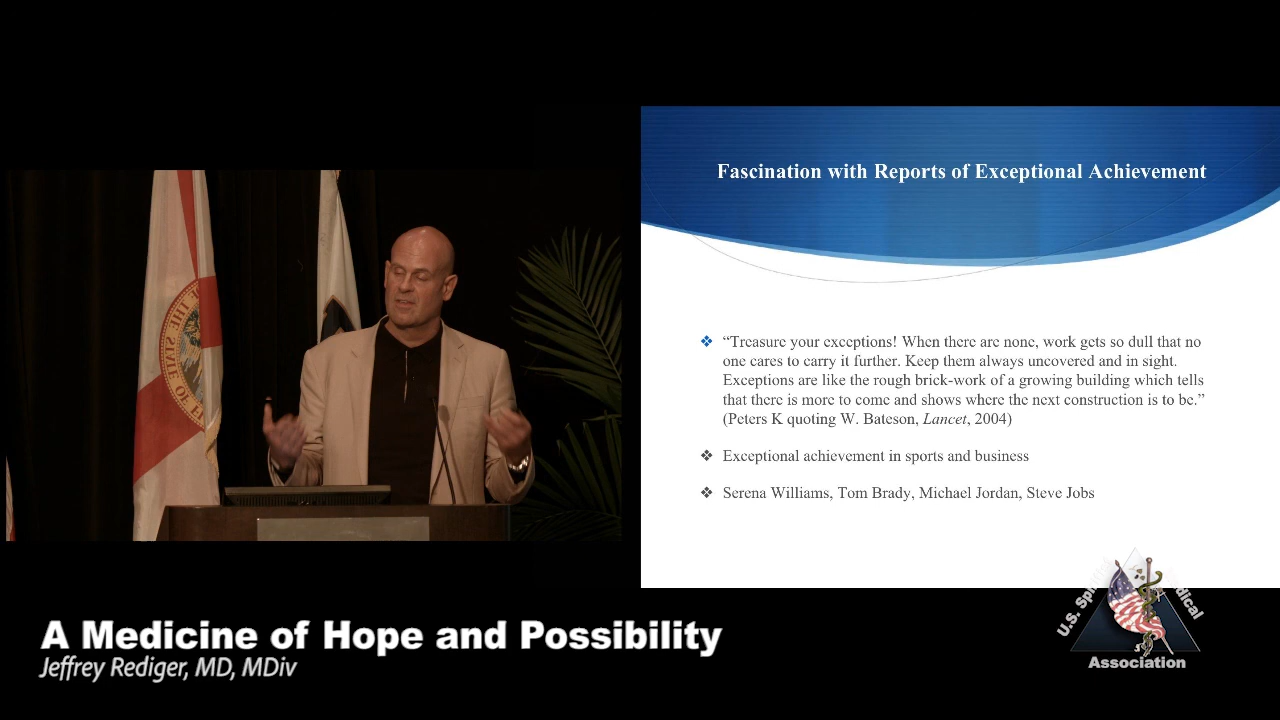 Fascination with Reports of Exceptional Achievement
❖ “Treasure your exceptions! When there are none, work gets so dull that no
one cares to carry it further. Keep them always uncovered and in sight.
Exceptions are like the rough brick-work of a growing building which tells
that there is more to come and shows where the next construction is to be.”
(Peters K quoting W. Bateson, Lancet, 2004)
❖ Exceptional achievement in sports and business
❖ Serena Williams, Tom Brady, Michael Jordan, Steve Jobs
THE STATE OF
A Medicine of Hope and Possibility
Jeffrey Rediger, MD, MDiv
U.S.
Association